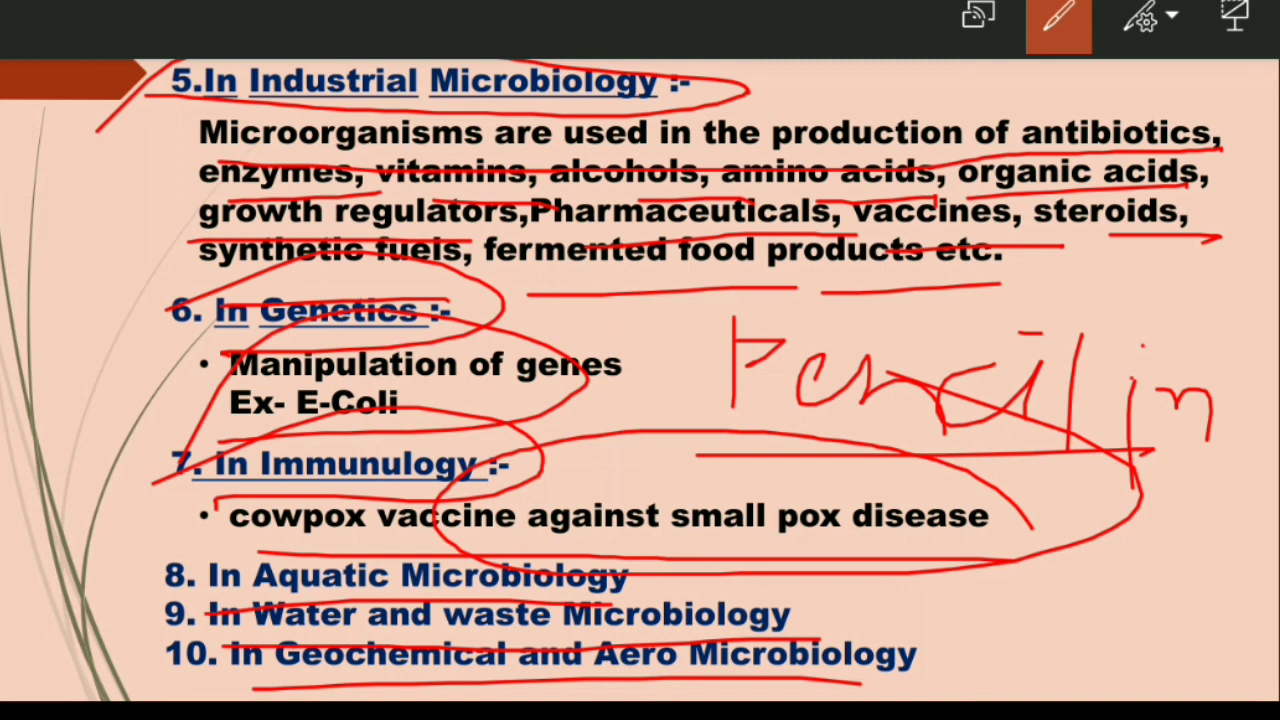 5.In Industrial Microbiology :-
Microorganisms are used in the production of antibiotics,
enzymes, vitamins, alcohols, amino acids, organic acids,
growth regulators,Pharmaceuticals, vaccines, steroids,
synthetic fuels, fermented food products etc.
6. In Genetics :-
• Manipulation of genes
Ex- E-Coli
7. In Immunulogy :-
• cowpox vaccine against small pox disease
8. In Aquatic Microbiology
9. In Water and waste Microbiology
10. In Geochemical and Aero Microbiology